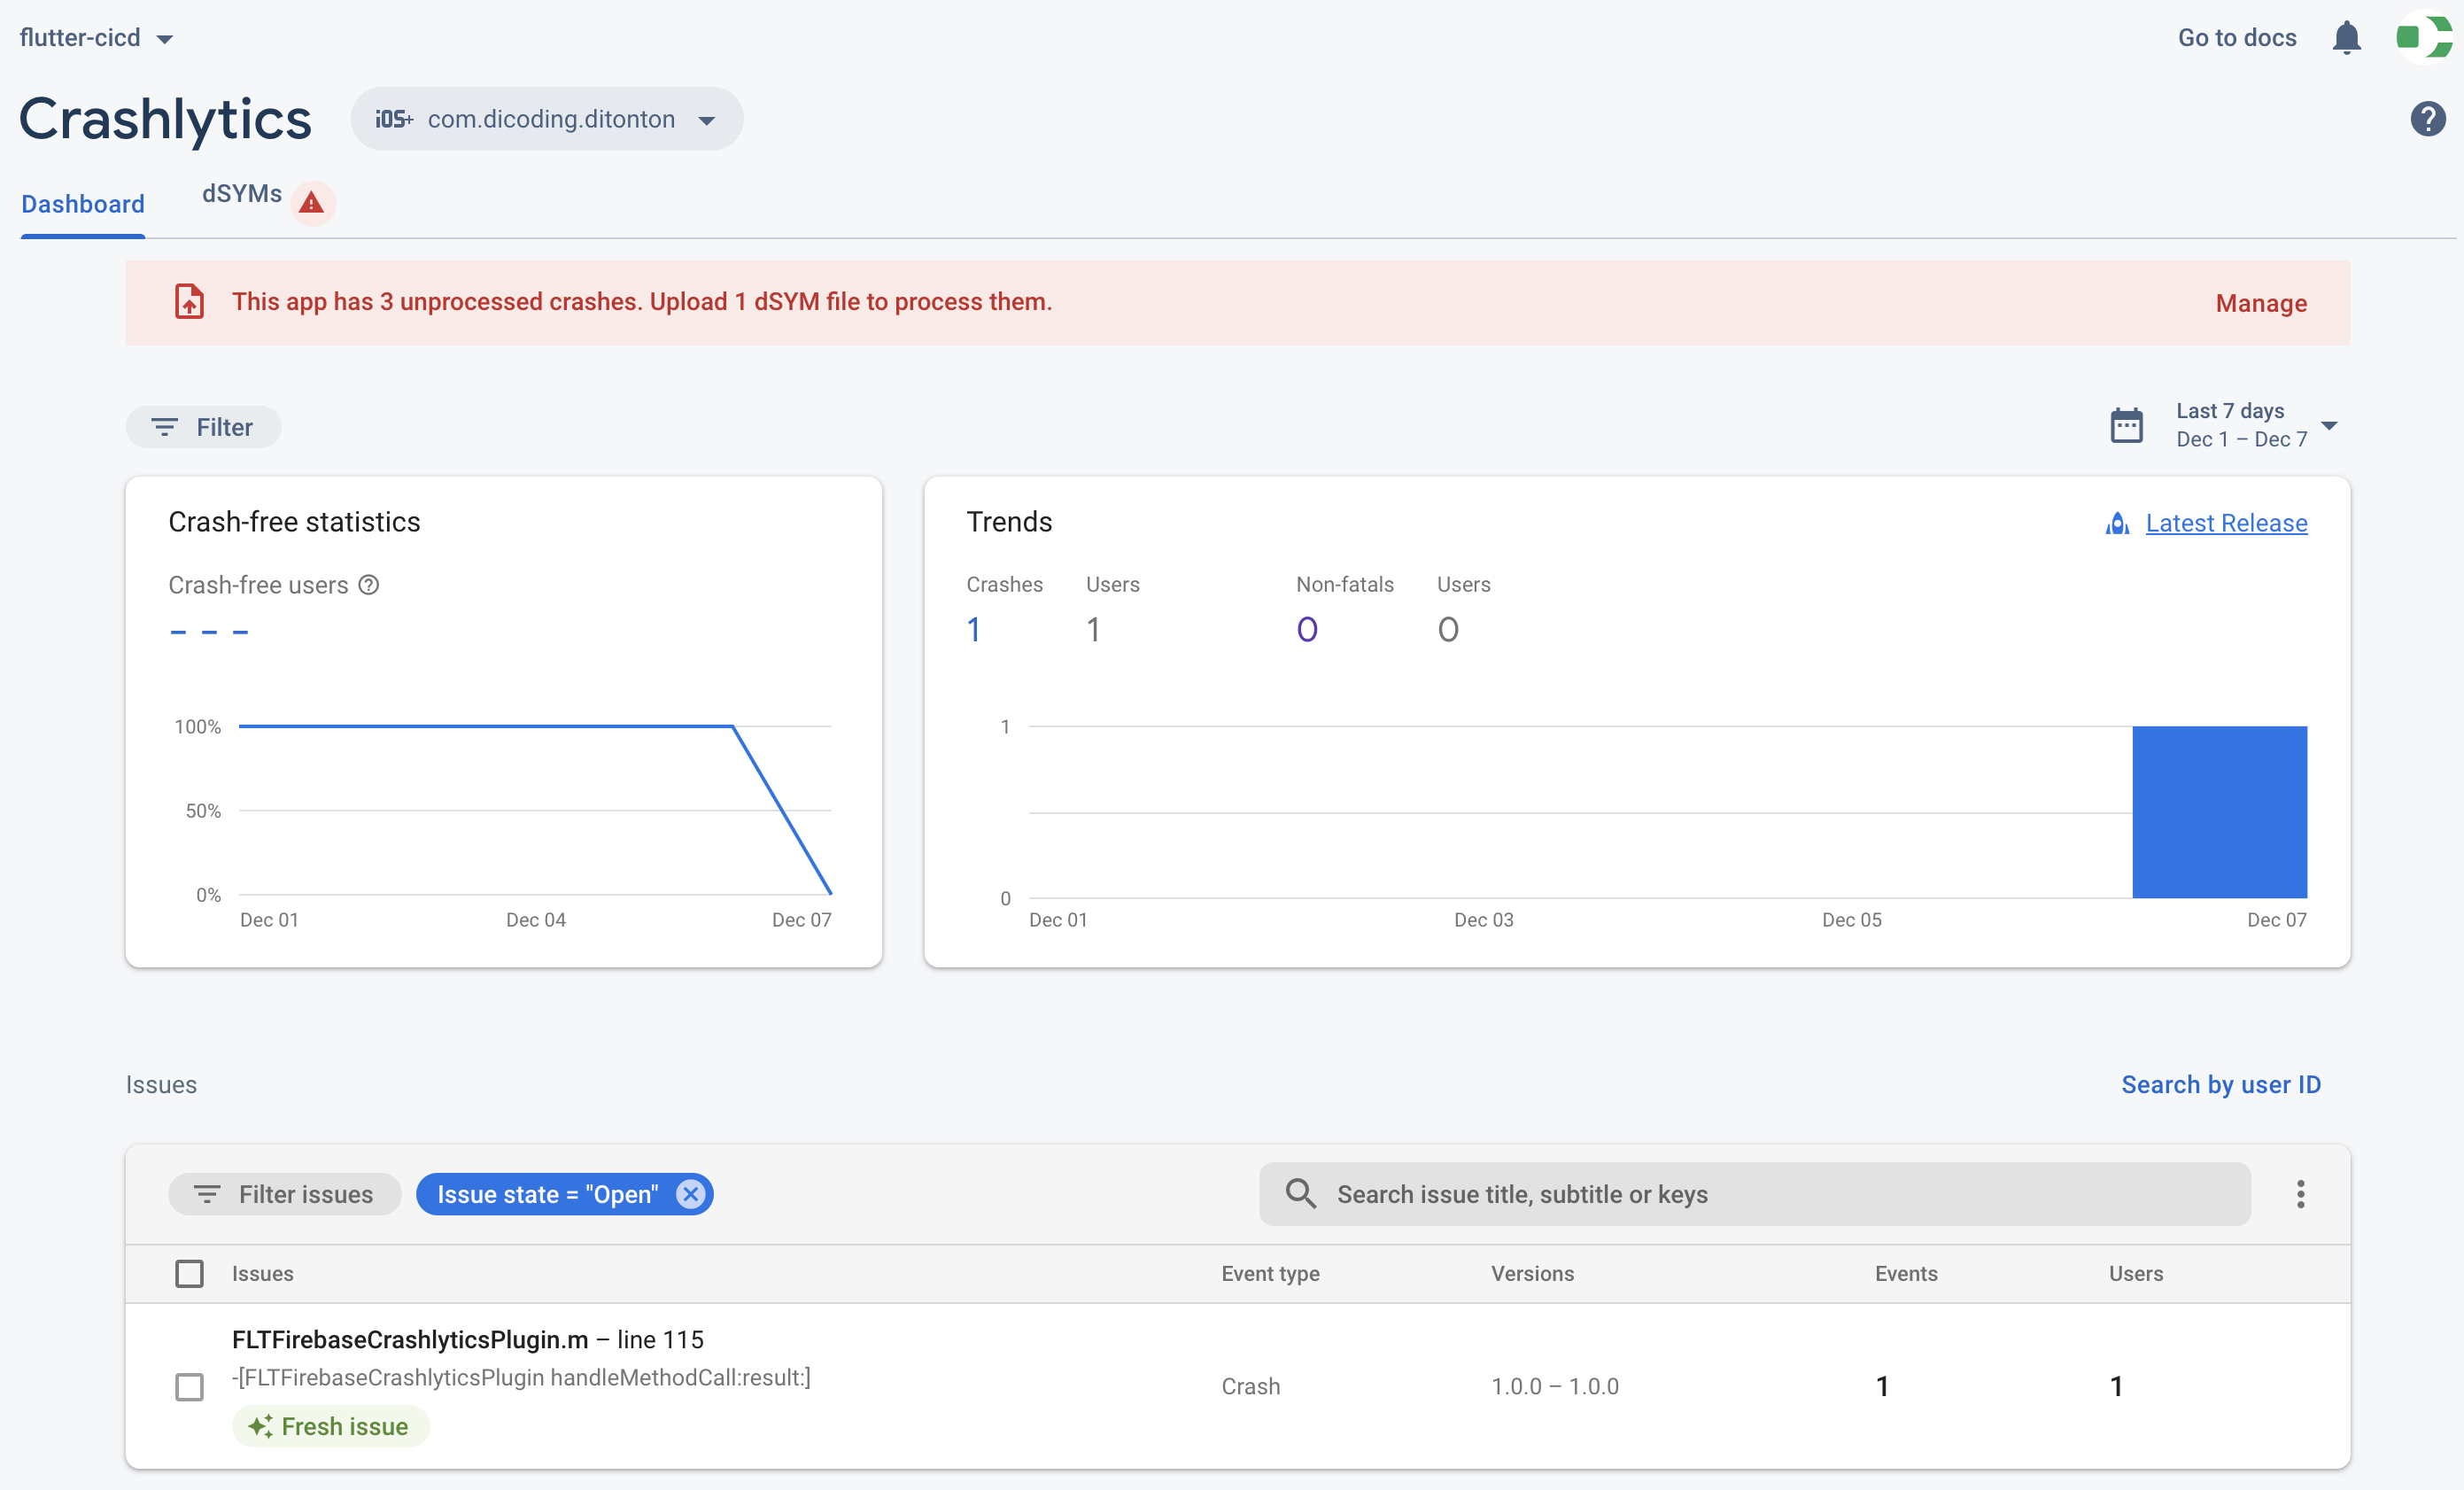 flutter-cicd
Go to docs
Crashlytics
iOS+ com.dicoding.ditonton
Dashboard
dSYMs
This app has 3 unprocessed crashes. Upload 1 dSYM file to process them.
Manage
Filter
Last 7 days
Dec 1 – Dec 7
Crash-free statistics
Crash-free users
– – –
100%
50%
0%
Dec 01 Dec 04 Dec 07
Trends
Latest Release
Crashes Users Non-fatals Users
1 1 0 0
1
0
Dec 01 Dec 03 Dec 05 Dec 07
Issues
Search by user ID
Filter issues
Issue state = "Open"
Search issue title, subtitle or keys
Issues Event type Versions Events Users
FLTFirebaseCrashlyticsPlugin.m – line 115
-[FLTFirebaseCrashlyticsPlugin handleMethodCall:result:]
Fresh issue
Crash 1.0.0 – 1.0.0 1 1